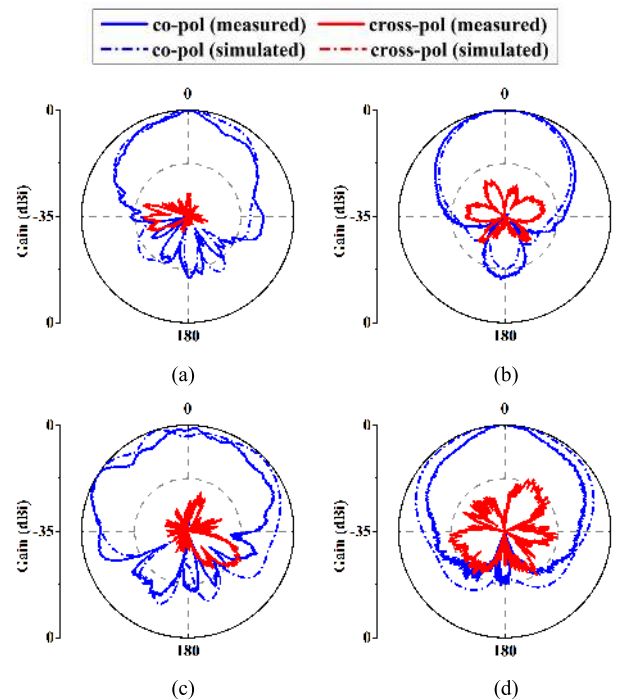 co-pol (measured) cross-pol (measured)
co-pol (simulated) cross-pol (simulated)
0 0
0 0
Gain (dBi) -35 Gain (dBi) -35
0 0
180 180
(a) (b)
0 0
0 0
Gain (dBi) -35 Gain (dBi) -35
0 0
180 180
(c) (d)